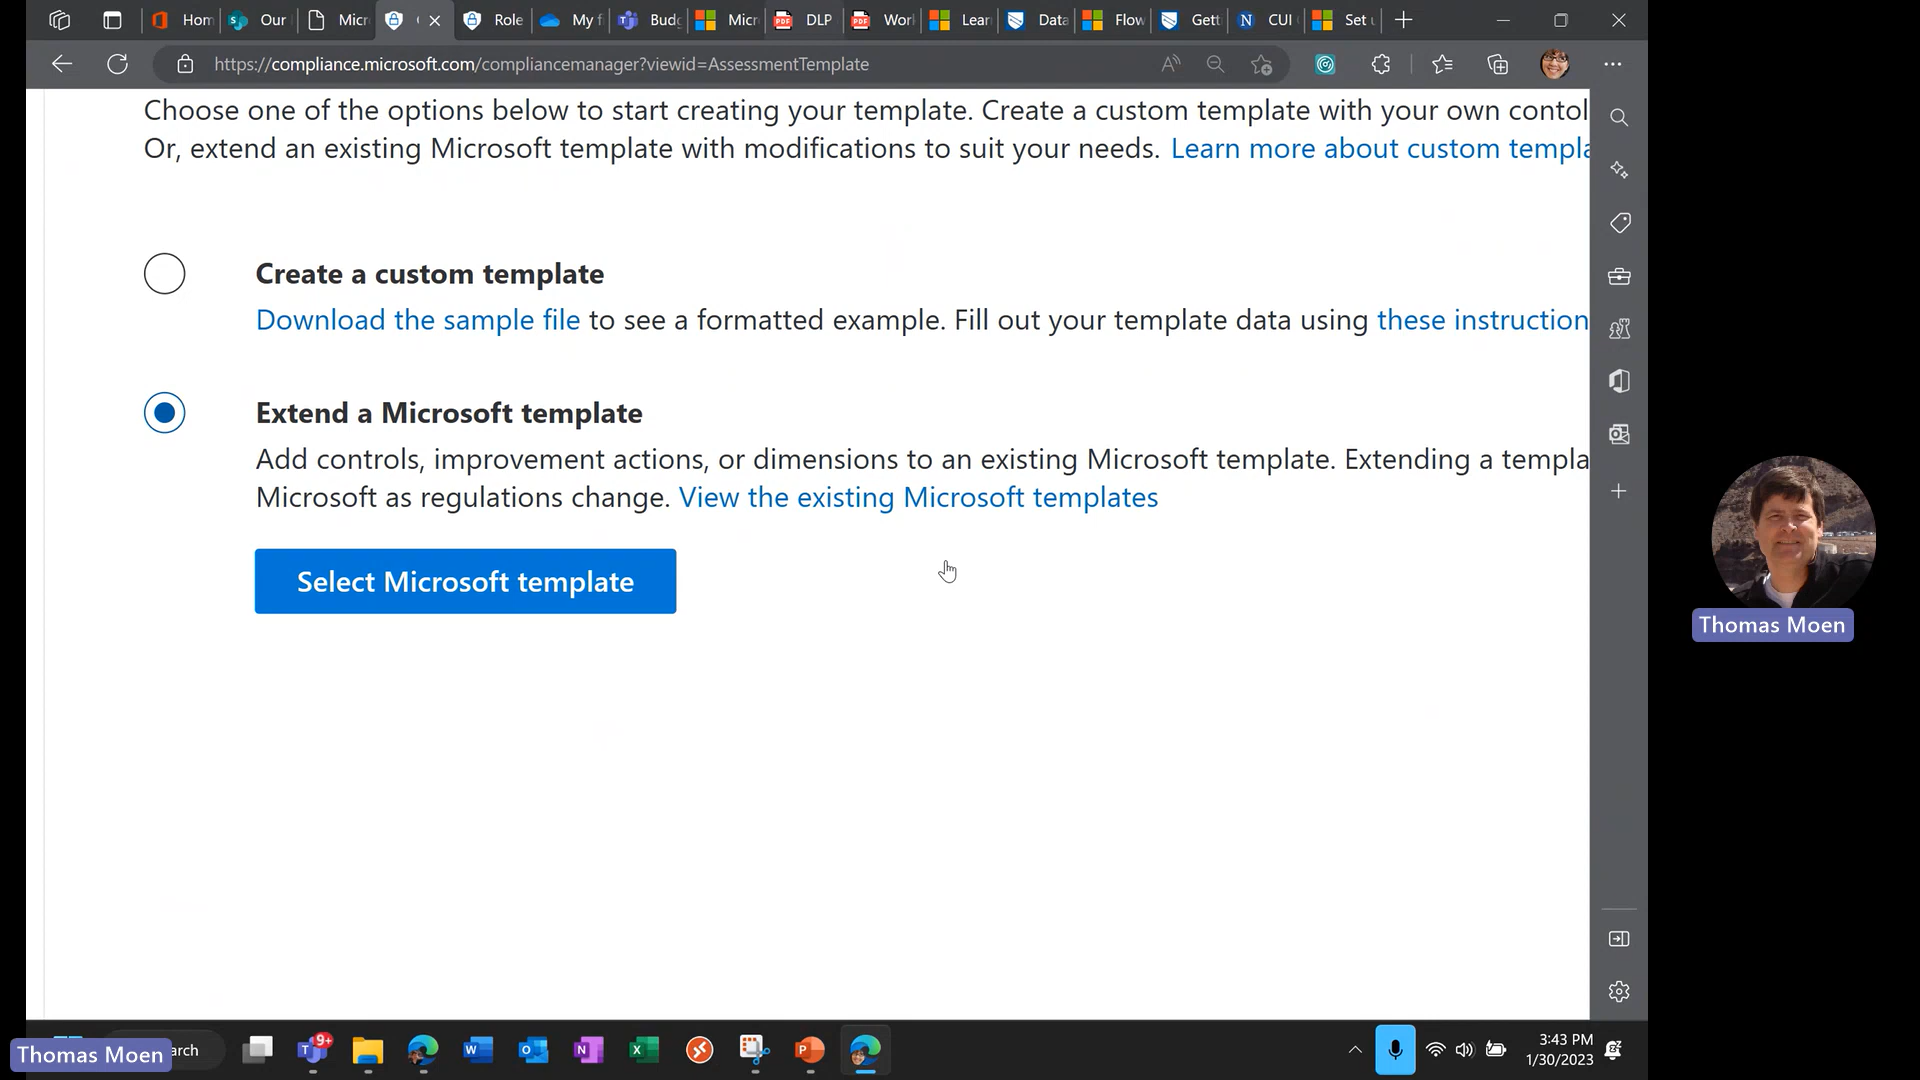 Hom
Our
Micr
Role
My f
Budg
Micr
DLP
Worl
Lear
Data
Flow
Gett
CUI
Set u
https://compliance.microsoft.com/compliancemanager?viewid=AssessmentTemplate
Choose one of the options below to start creating your template. Create a custom template with your own contol
Or, extend an existing Microsoft template with modifications to suit your needs. Learn more about custom templa
Create a custom template
Download the sample file to see a formatted example. Fill out your template data using these instruction
Extend a Microsoft template
Add controls, improvement actions, or dimensions to an existing Microsoft template. Extending a templa
Microsoft as regulations change. View the existing Microsoft templates
Select Microsoft template
Thomas Moen
Thomas Moen
arch
9+
3:43 PM
1/30/2023